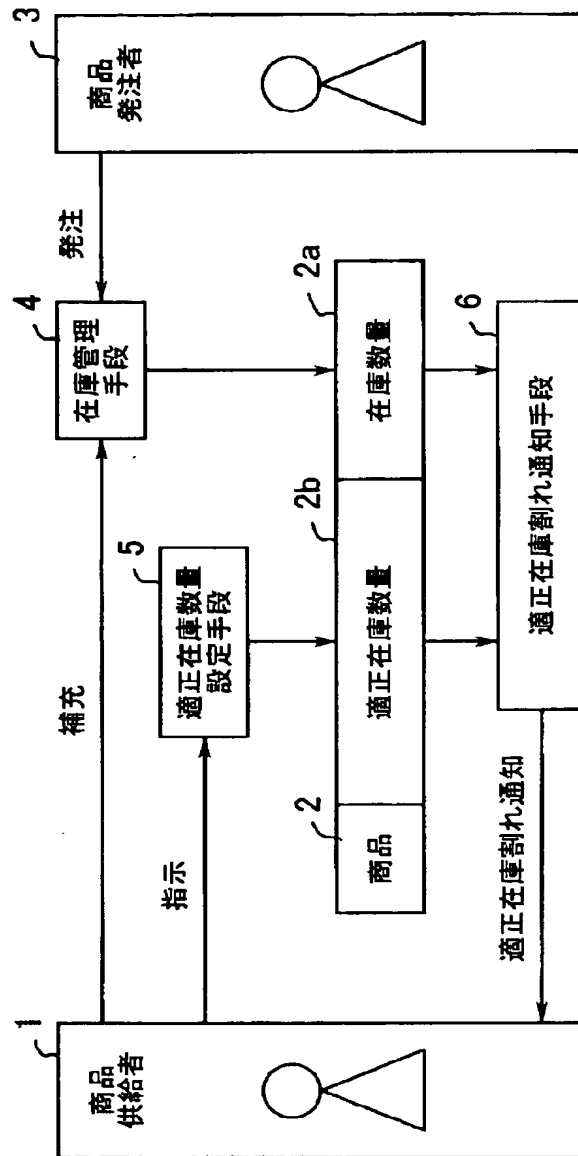 1
商品
供給者
補充
4
在庫管理
手段
発注
3
商品
発注者
指示
5
適正在庫数量
設定手段
2
商品
2b
適正在庫数量
2a
在庫数量
適正在庫割れ通知
6
適正在庫割れ通知手段